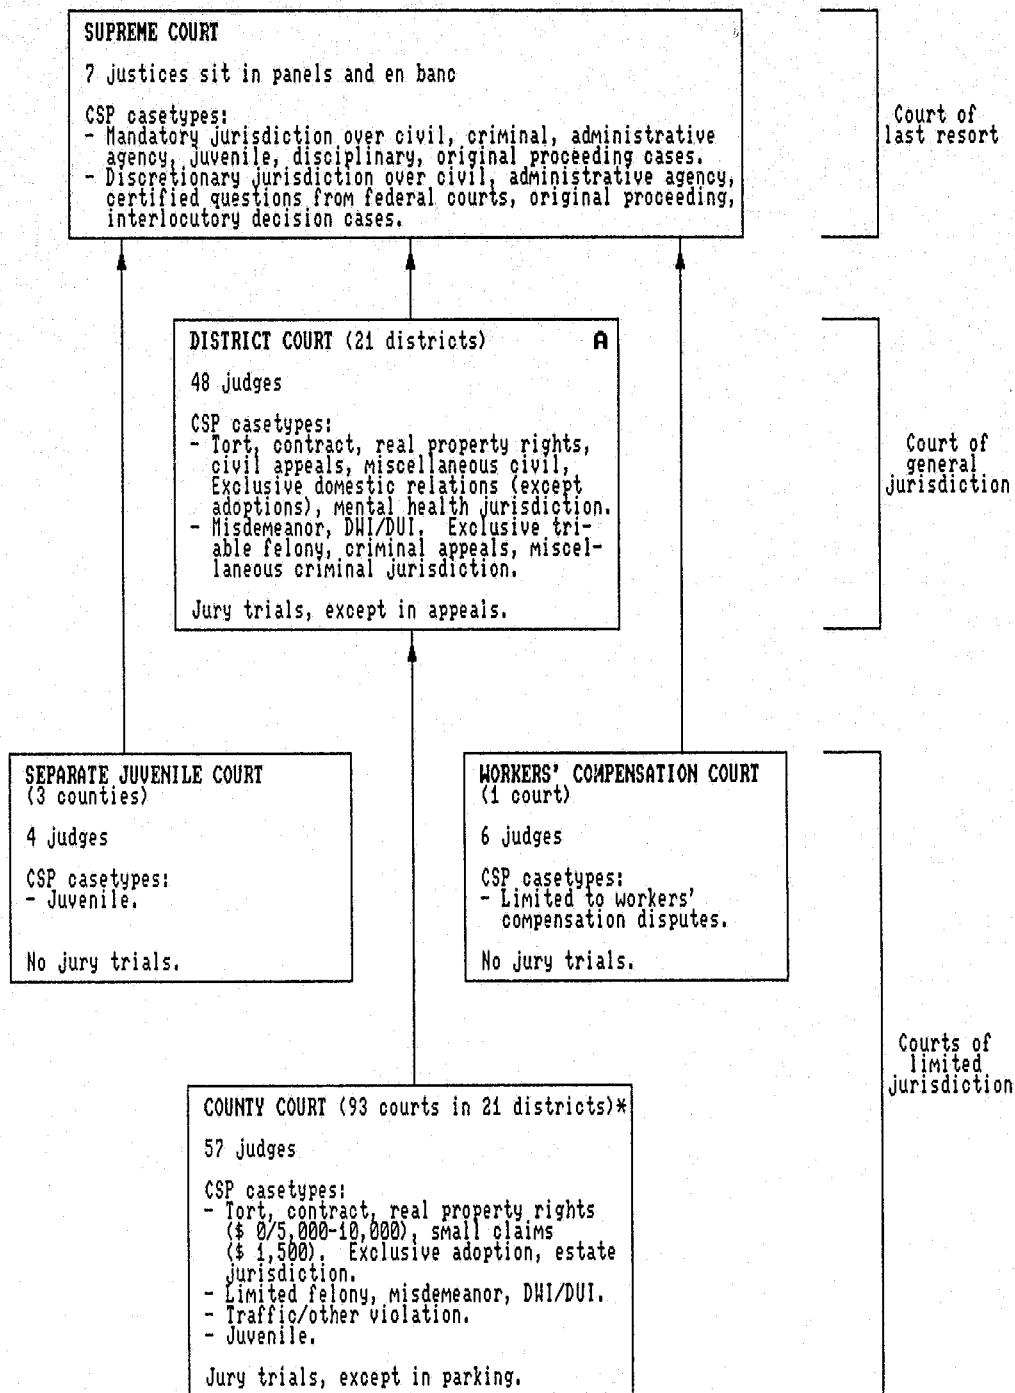 SUPREME COURT
7 justices sit in panels and en banc
CSP casetypes:
- Mandatory jurisdiction over civil, criminal, administrative
agency, juvenile, disciplinary, original proceeding cases.
- Discretionary jurisdiction over civil, administrative agency,
certified questions from federal courts, original proceeding,
interlocutory decision cases.
Court of
last resort
DISTRICT COURT (21 districts) A
48 judges
CSP casetypes:
- Tort, contract, real property rights,
civil appeals, miscellaneous civil,
Exclusive domestic relations (except
adoptions), mental health jurisdiction.
- Misdemeanor, DWI/DUI. Exclusive tri-
able felony, criminal appeals, miscel-
laneous criminal jurisdiction.
Jury trials, except in appeals.
Court of
general
jurisdiction
SEPARATE JUVENILE COURT
(3 counties)
4 judges
CSP casetypes:
- Juvenile.
No jury trials.
WORKERS' COMPENSATION COURT
(1 court)
6 judges
CSP casetypes:
- Limited to workers'
compensation disputes.
No jury trials.
Courts of
limited
jurisdiction
COUNTY COURT (93 courts in 21 districts)*
57 judges
CSP casetypes:
- Tort, contract, real property rights
($ 0/5,000-10,000), small claims
($ 1,500). Exclusive adoption, estate
jurisdiction.
- Limited felony, misdemeanor, DWI/DUI.
- Traffic/other violation.
- Juvenile.
Jury trials, except in parking.